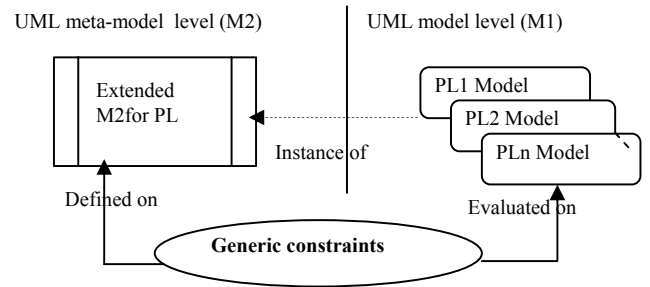 UML meta-model level (M2)
UML model level (M1)
Extended
M2for PL
PL1 Model
PL2 Model
PLn Model
Instance of
Defined on
Evaluated on
Generic constraints